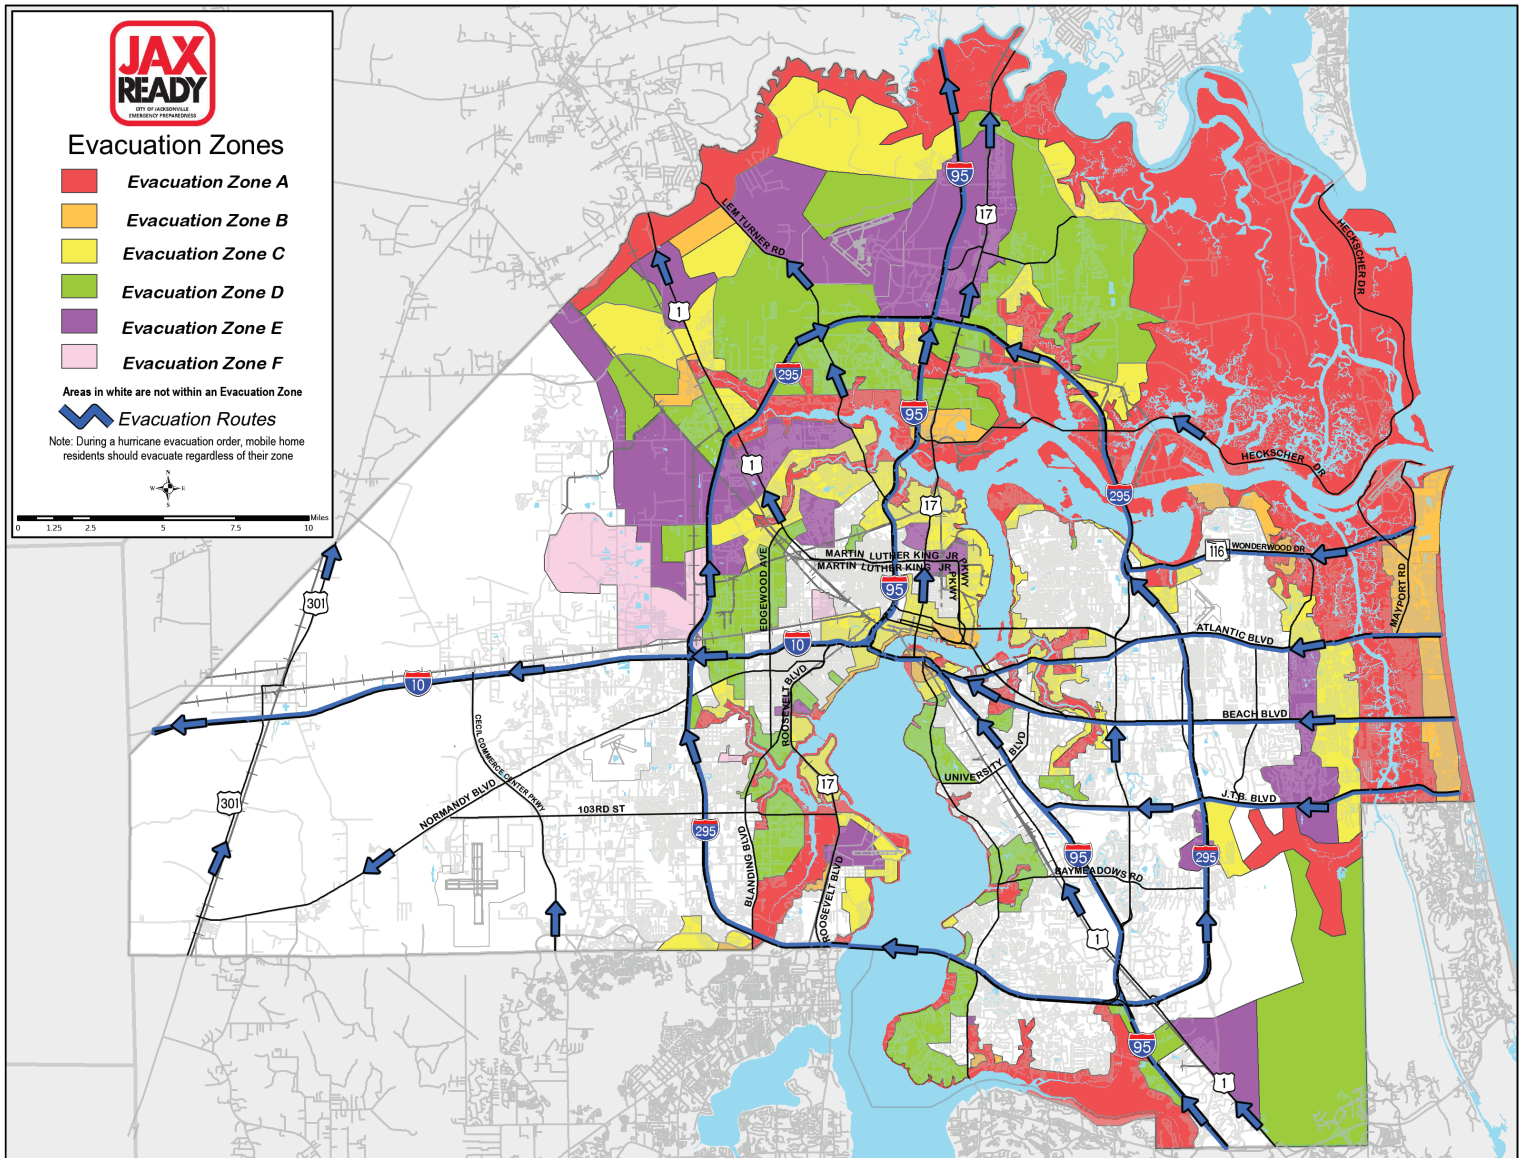 JAX
READY
CITY OF JACKSONVILLE
EMERGENCY PREPAREDNESS
Evacuation Zones
Evacuation Zone A
Evacuation Zone B
Evacuation Zone C
Evacuation Zone D
Evacuation Zone E
Evacuation Zone F
Areas in white are not within an Evacuation Zone
Evacuation Routes
Note: During a hurricane evacuation order, mobile home
residents should evacuate regardless of their zone
N
W E
S
Miles
0 1.25 2.5 5 7.5 10
95
17
LEM TURNER RD
HECKSCHER DR
1
295
95
1
HECKSCHER DR
295
17
116
WONDERWOOD DR
MARTIN LUTHER KING JR PKWY
MARTIN LUTHER KING JR PKWY
EDGEWOOD AVE
95
MAYPORT RD
301
ATLANTIC BLVD
10
10
ROOSEVELT BLVD
ROOSEVELT BLVD
BEACH BLVD
CECIL COMMERCE CENTER PKWY
UNIVERSITY BLVD
17
301
NORMANDY BLVD
103RD ST
J.T.B. BLVD
295
BLANDING BLVD
ROOSEVELT BLVD
95
295
BAYMEADOWS RD
1
95
1